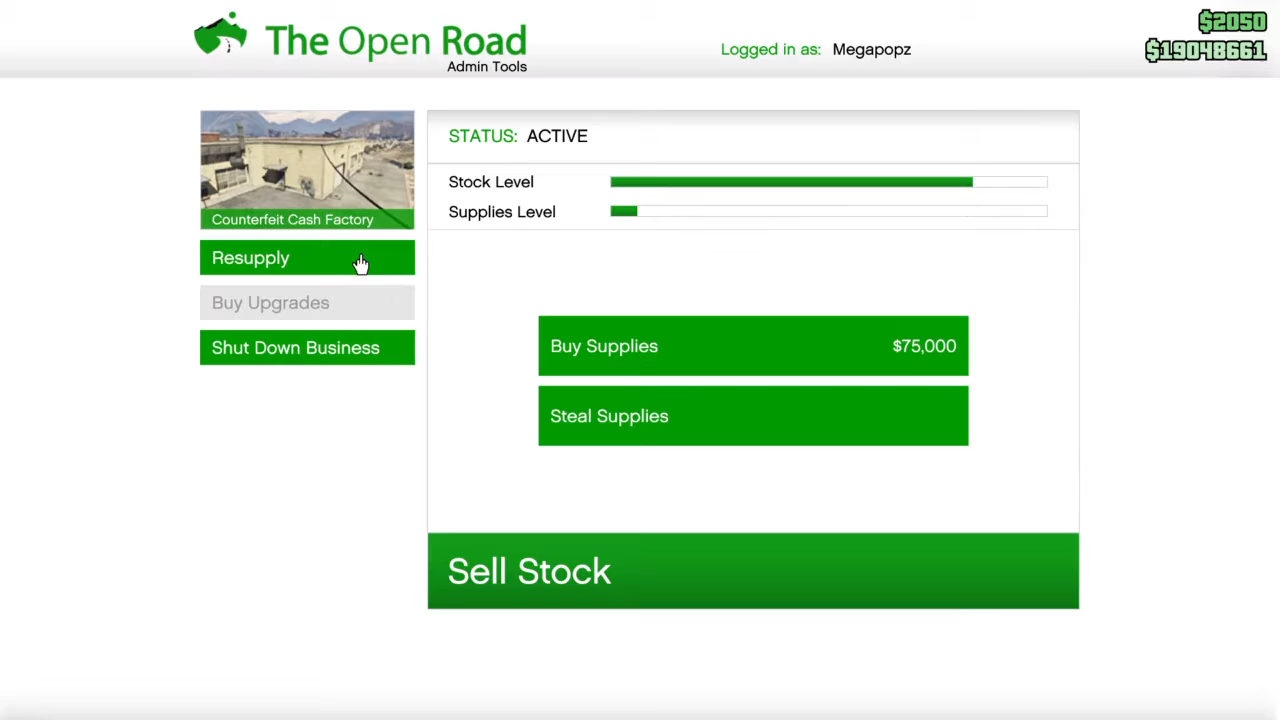 The Open Road
Admin Tools
Logged in as: Megapopz
$2050
$19048661
Counterfeit Cash Factory
Resupply
Buy Upgrades
Shut Down Business
STATUS: ACTIVE
Stock Level
Supplies Level
Buy Supplies $75,000
Steal Supplies
Sell Stock